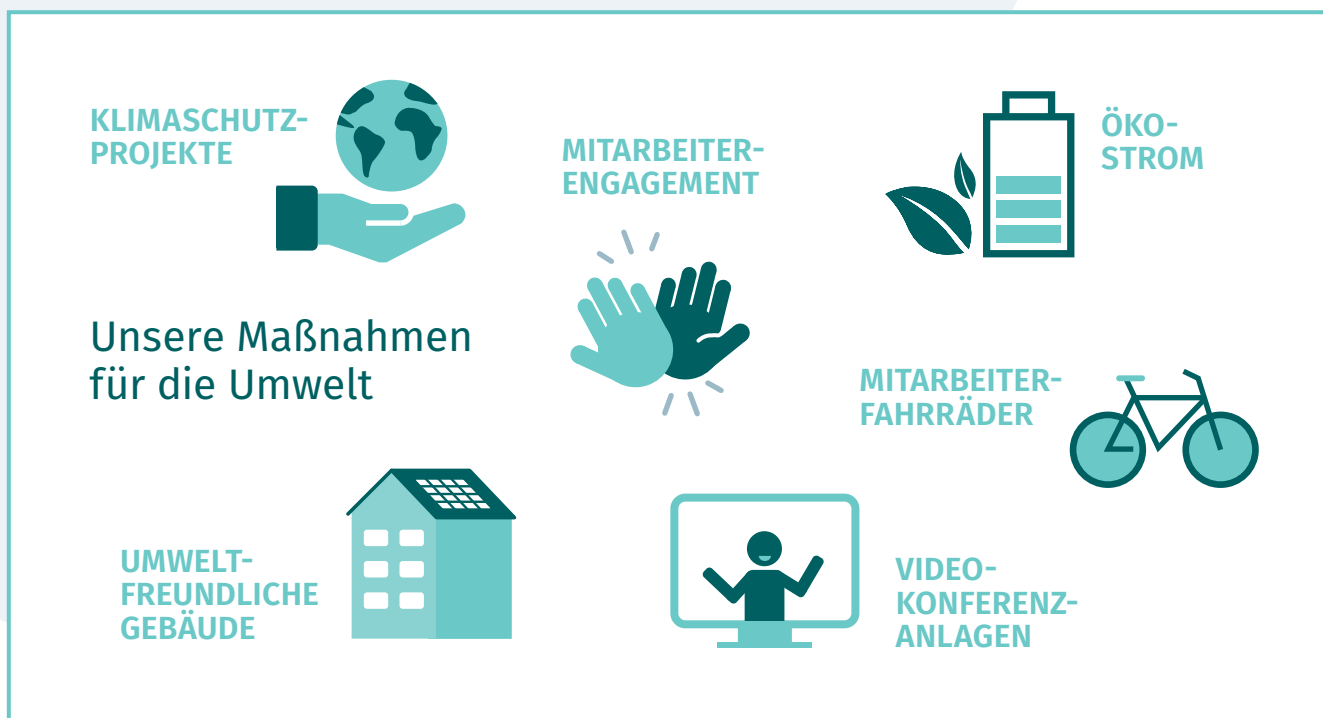 KLIMASCHUTZ-
PROJEKTE
MITARBEITER-
ENGAGEMENT
ÖKO-
STROM
Unsere Maßnahmen
für die Umwelt
MITARBEITER-
FAHRRÄDER
UMWELT-
FREUNDLICHE
GEBÄUDE
VIDEO-
KONFERENZ-
ANLAGEN